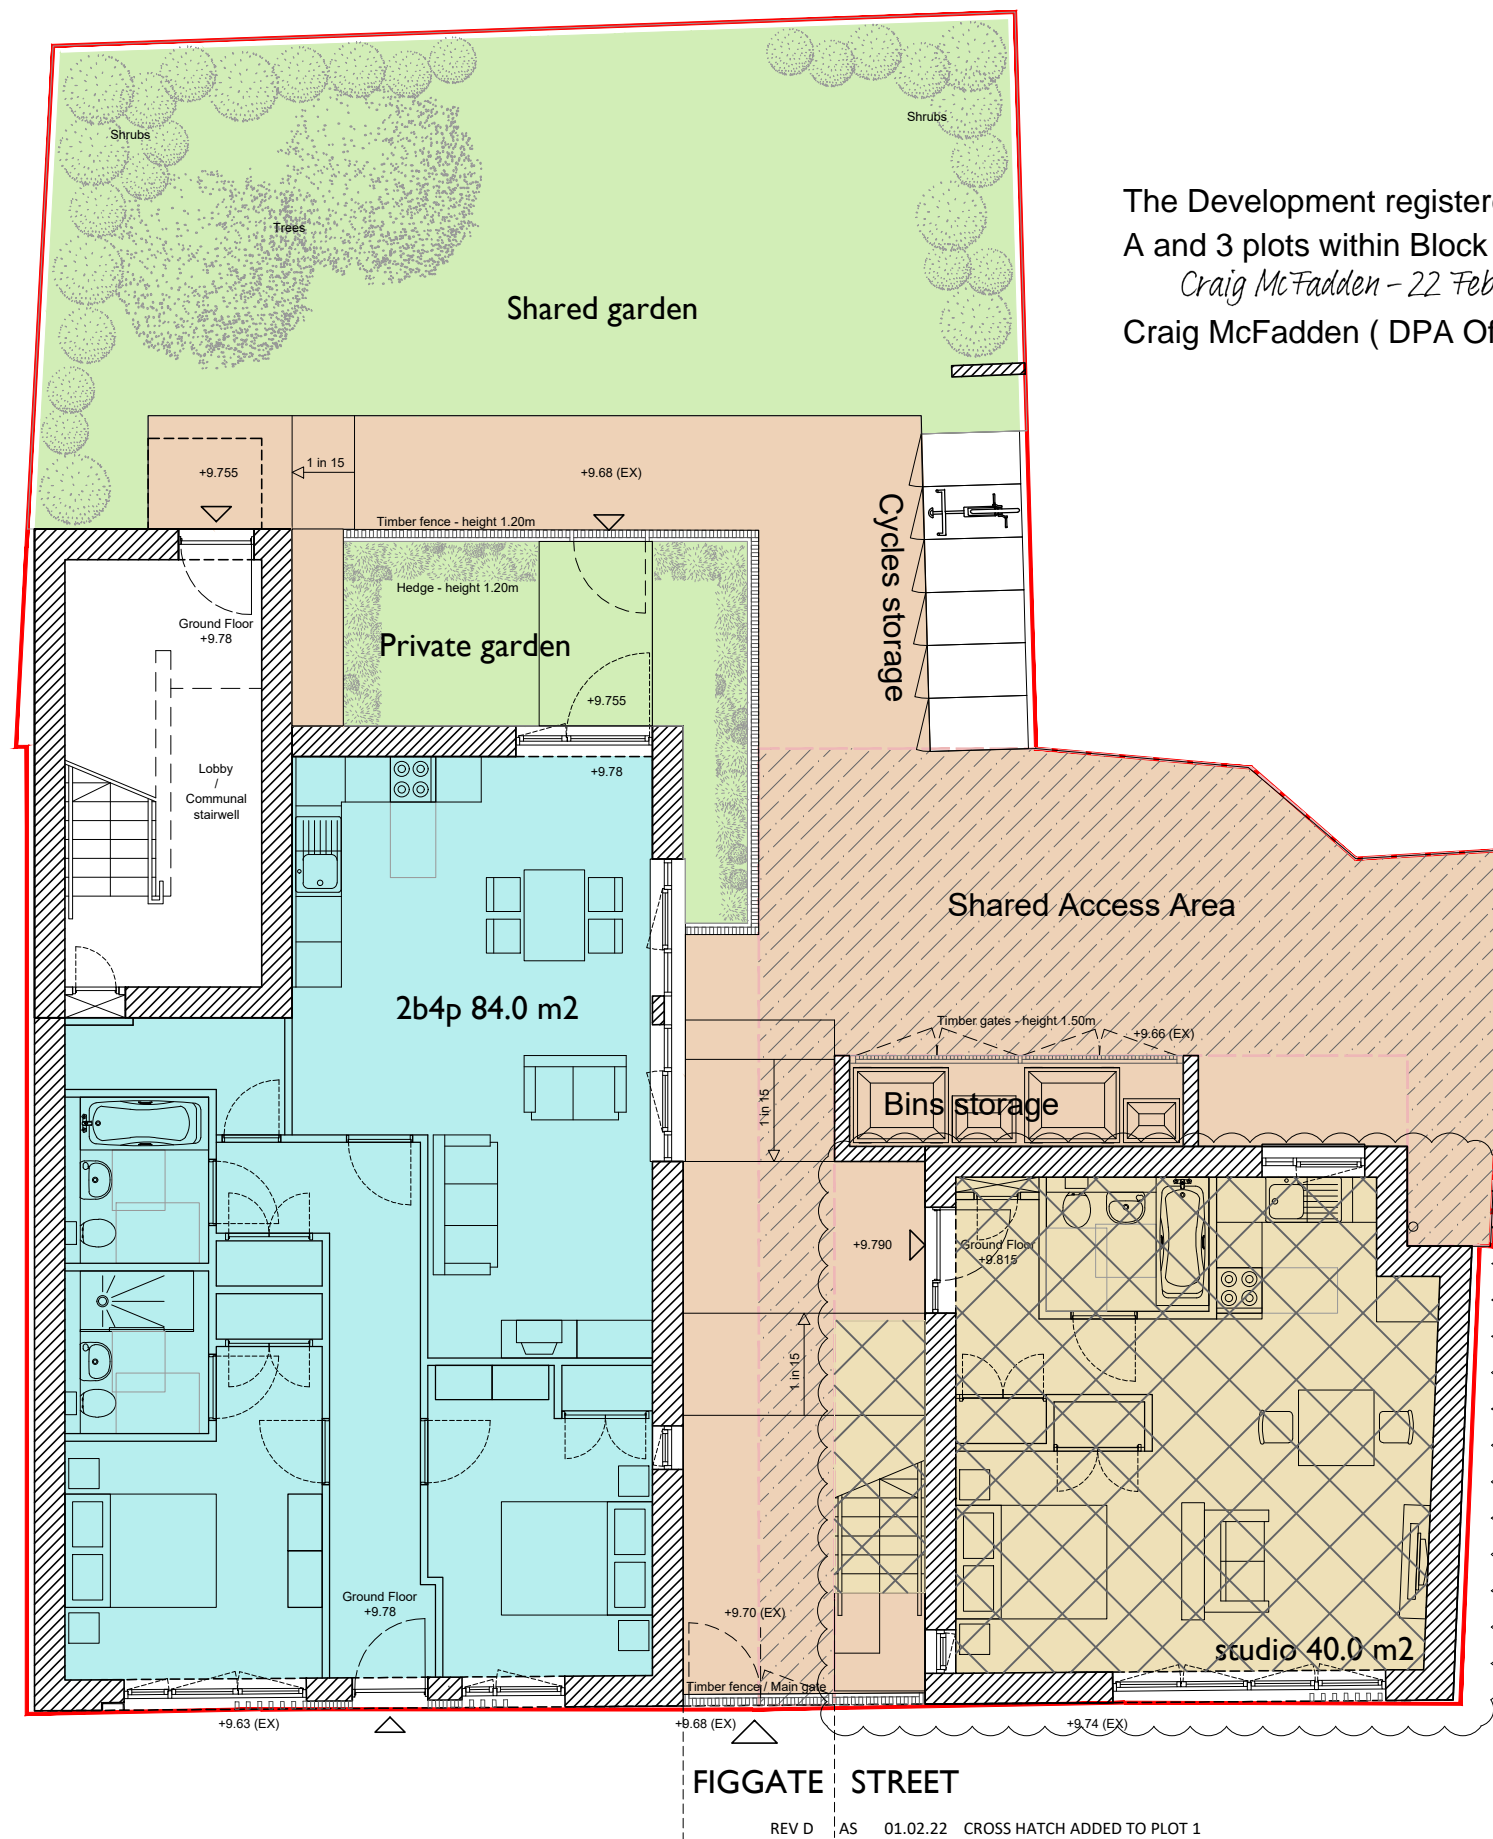 Shrubs
Shrubs
Trees
Shared garden
The Development register
A and 3 plots within Block
Craig McFadden - 22 Feb
Craig McFadden ( DPA Of
+9.755
1 in 15
+9.68 (EX)
Timber fence - height 1.20m
Hedge - height 1.20m
Cycles storage
Ground Floor
+9.78
Private garden
+9.755
+9.78
Lobby
/
Communal
stairwell
Shared Access Area
2b4p 84.0 m2
Timber gates - height 1.50m
+9.66 (EX)
Bins storage
1 in 15
+9.790
Ground Floor
+9.815
1 in 15
Ground Floor
+9.78
+9.70 (EX)
studio 40.0 m2
Timber fence / Main gate
+9.63 (EX)
+9.68 (EX)
+9.74 (EX)
FIGGATE STREET
REV D AS 01.02.22 CROSS HATCH ADDED TO PLOT 1